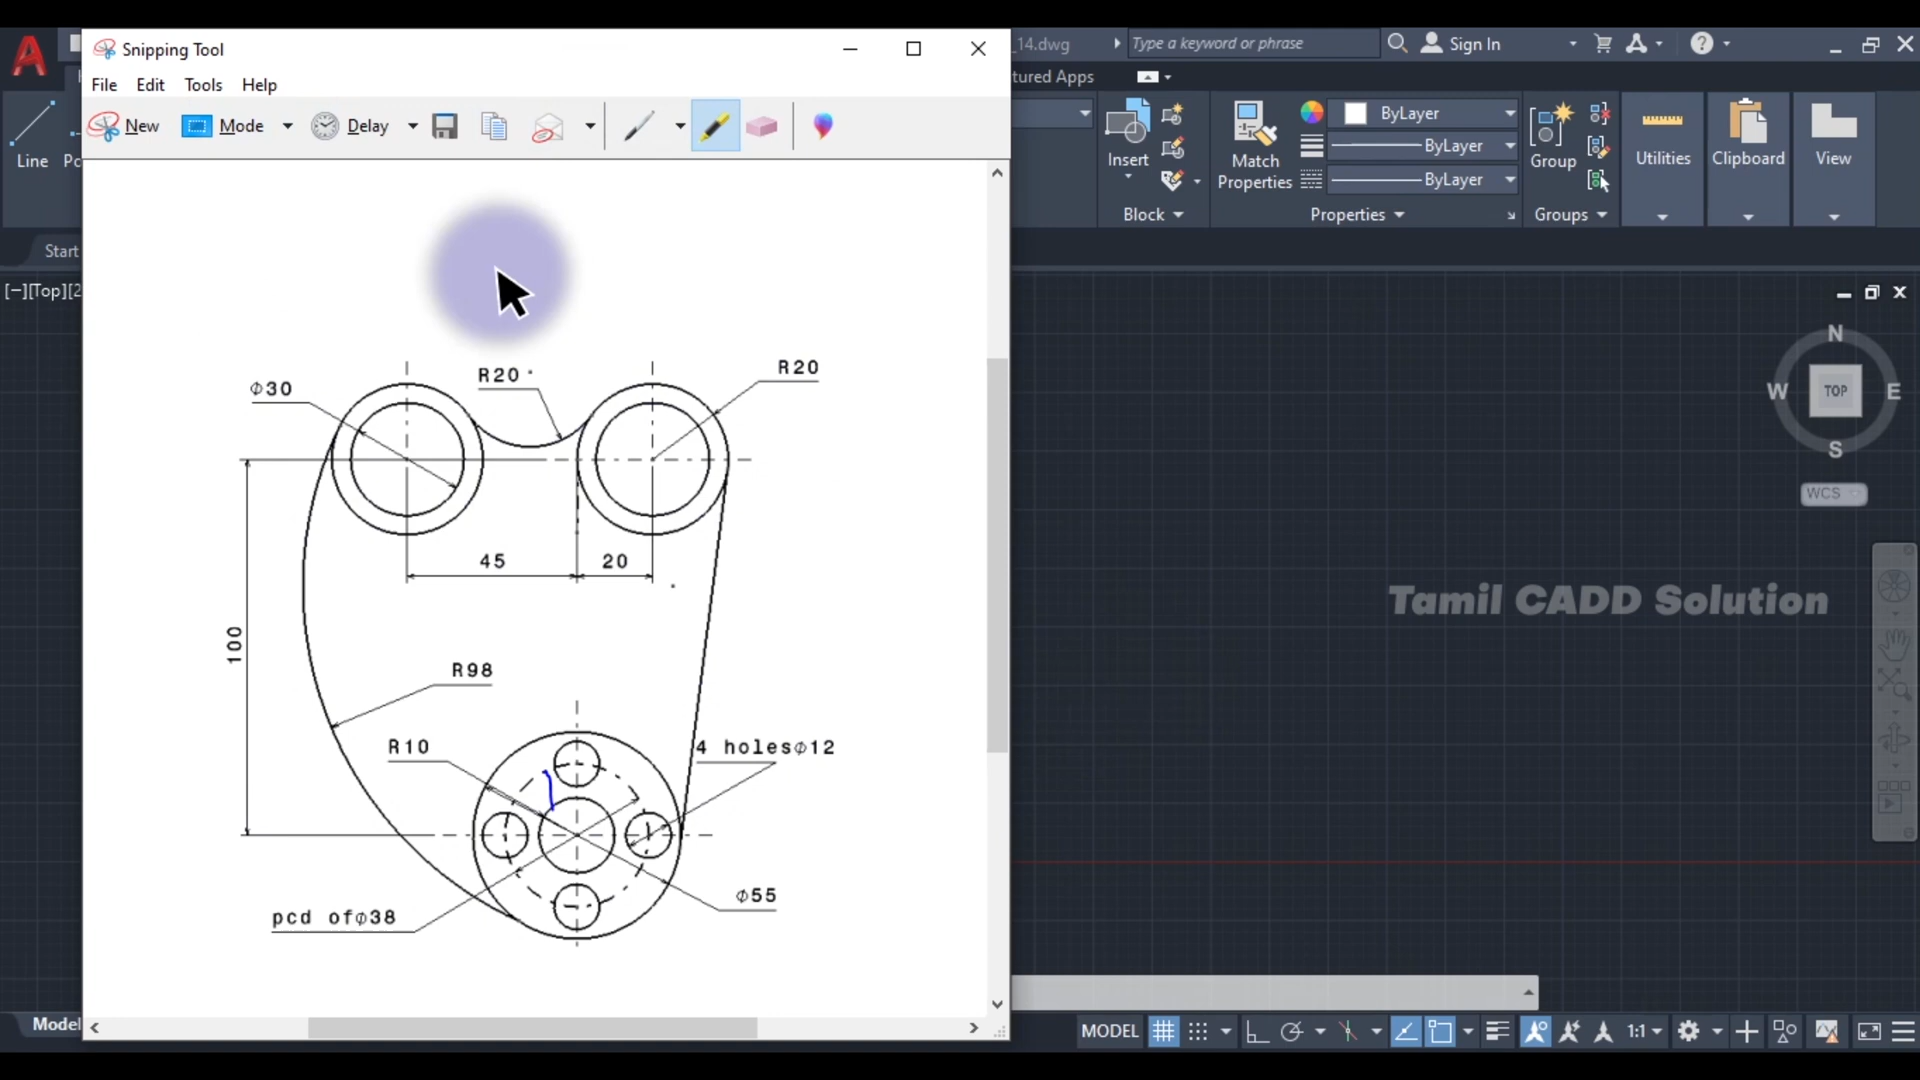 Snipping Tool
File Edit Tools Help
New Mode Delay
_14.dwg
Type a keyword or phrase
Sign In
tured Apps
Line
Insert
Match
Properties
ByLayer
ByLayer
ByLayer
Group
Utilities
Clipboard
View
Block
Properties
Groups
Start
[−][Top][2
N
W
TOP
E
S
WCS
Φ30
R20
R20
45
20
100
R98
R10
4 holesΦ12
Φ55
pcd ofΦ38
Tamil CADD Solution
Model
MODEL
1:1